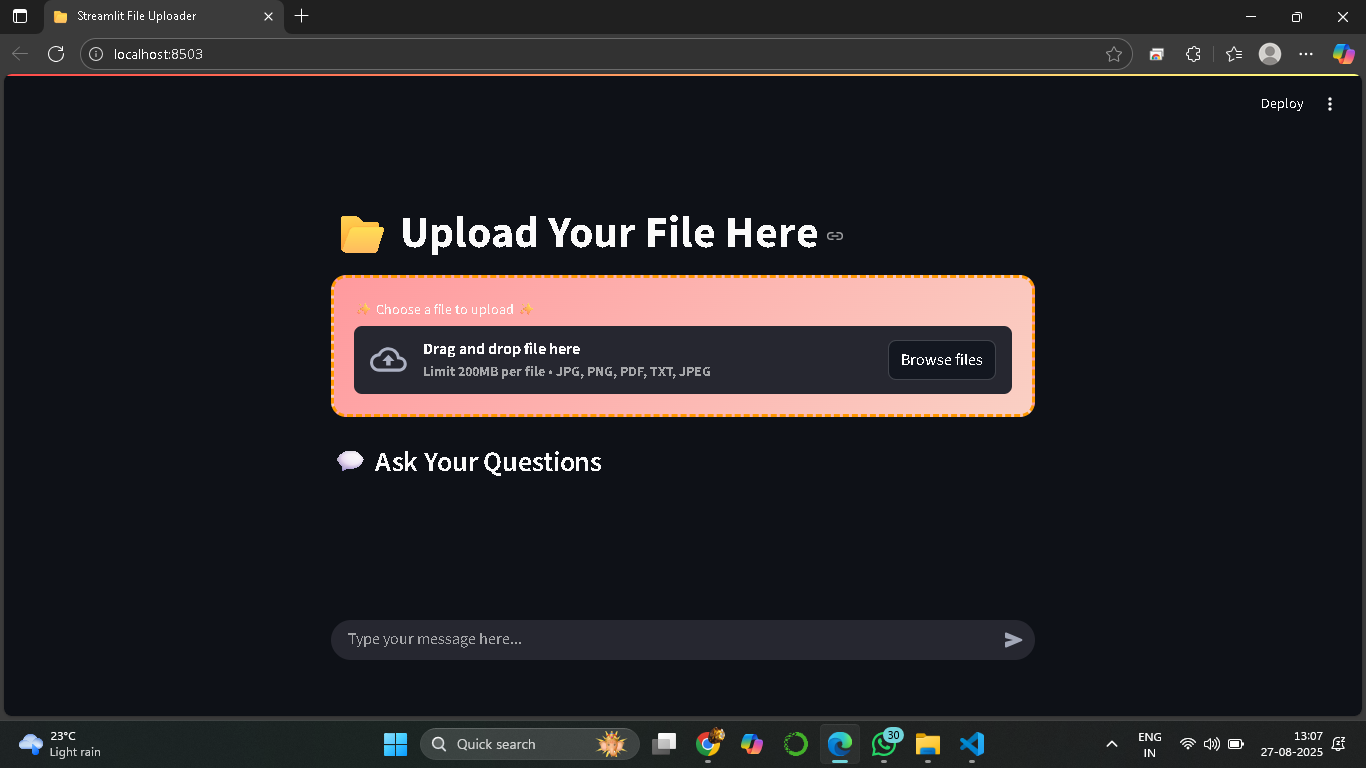 Streamlit File Uploader
localhost:8503
Deploy
Upload Your File Here
✨ Choose a file to upload ✨
Drag and drop file here
Limit 200MB per file • JPG, PNG, PDF, TXT, JPEG
Browse files
Ask Your Questions
Type your message here...
23°C
Light rain
Quick search
30
ENG
IN
13:07
27-08-2025